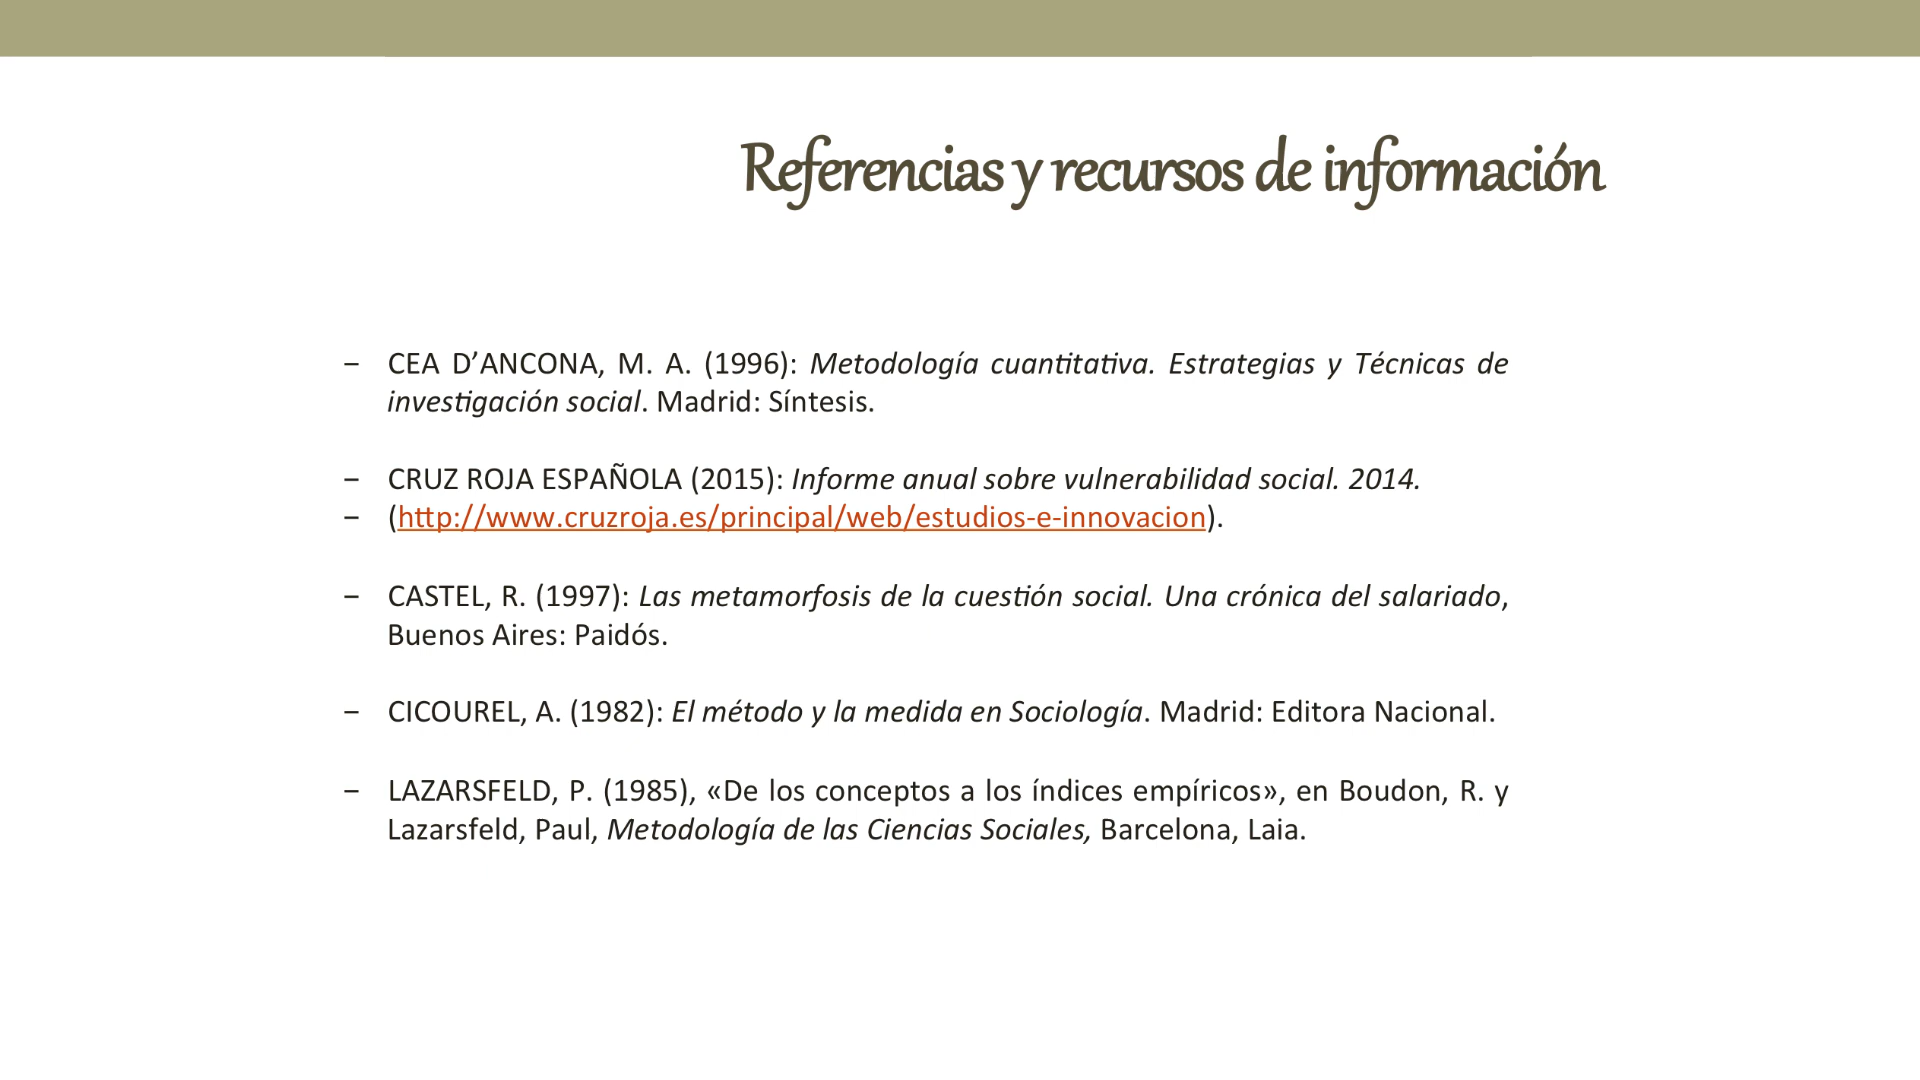 Referencias y recursos de información
– CEA D’ANCONA, M. A. (1996): Metodología cuantitativa. Estrategias y Técnicas de
investigación social. Madrid: Síntesis.
– CRUZ ROJA ESPAÑOLA (2015): Informe anual sobre vulnerabilidad social. 2014.
– (http://www.cruzroja.es/principal/web/estudios-e-innovacion).
– CASTEL, R. (1997): Las metamorfosis de la cuestión social. Una crónica del salariado,
Buenos Aires: Paidós.
– CICOUREL, A. (1982): El método y la medida en Sociología. Madrid: Editora Nacional.
– LAZARSFELD, P. (1985), «De los conceptos a los índices empíricos», en Boudon, R. y
Lazarsfeld, Paul, Metodología de las Ciencias Sociales, Barcelona, Laia.